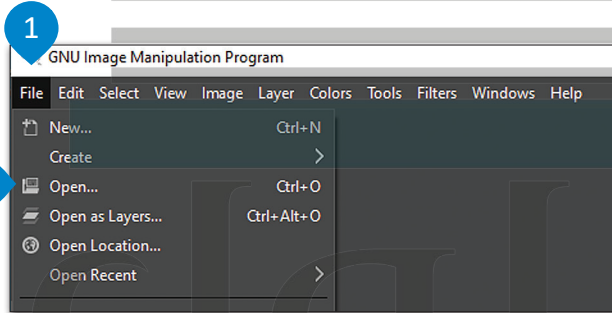 1
GNU Image Manipulation Program
File Edit Select View Image Layer Colors Tools Filters Windows Help
New... Ctrl+N
Create
Open... Ctrl+O
Open as Layers... Ctrl+Alt+O
Open Location...
Open Recent